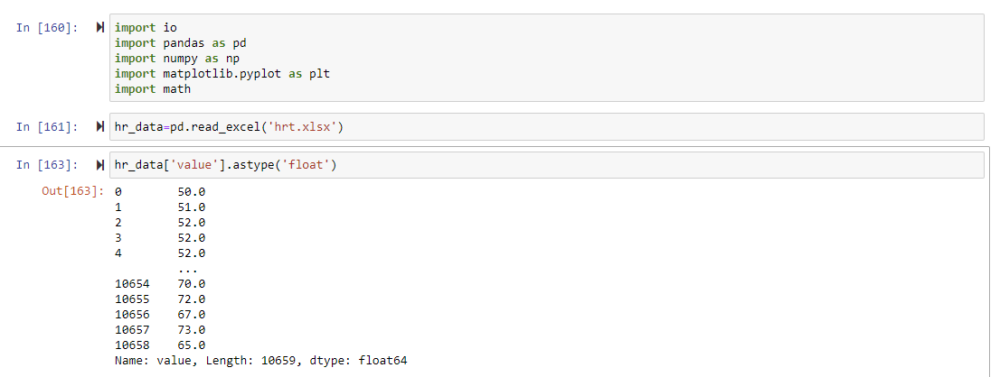 In [160]: import io
import pandas as pd
import numpy as np
import matplotlib.pyplot as plt
import math
In [161]: hr_data=pd.read_excel('hrt.xlsx')
In [163]: hr_data['value'].astype('float')
Out[163]: 0 50.0
1 51.0
2 52.0
3 52.0
4 52.0
...
10654 70.0
10655 72.0
10656 67.0
10657 73.0
10658 65.0
Name: value, Length: 10659, dtype: float64